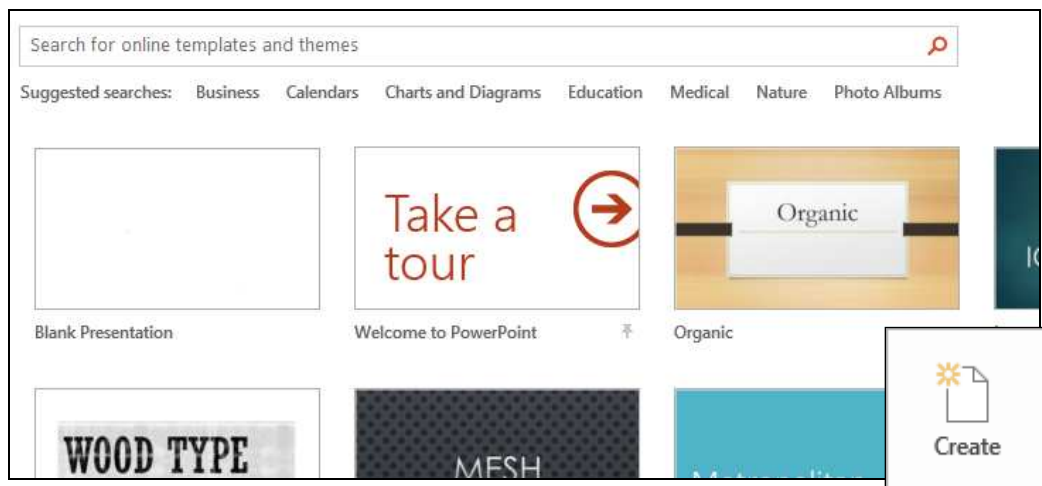 Search for online templates and themes
Suggested searches: Business Calendars Charts and Diagrams Education Medical Nature Photo Albums
Take a
tour
Organic
Blank Presentation
Welcome to PowerPoint
Organic
WOOD TYPE
MESH
Create